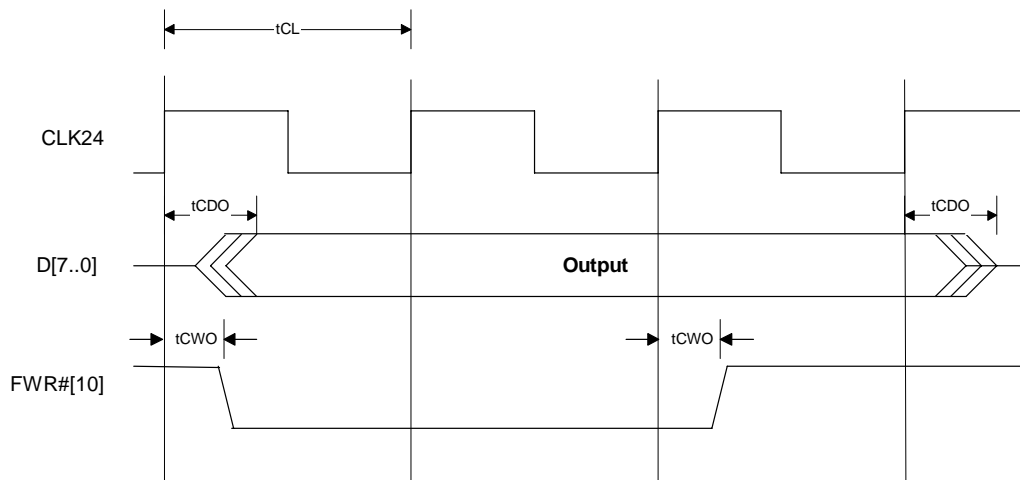 tCL
CLK24
tCDO
tCDO
D[7..0]
Output
tCWO
tCWO
FWR#[10]